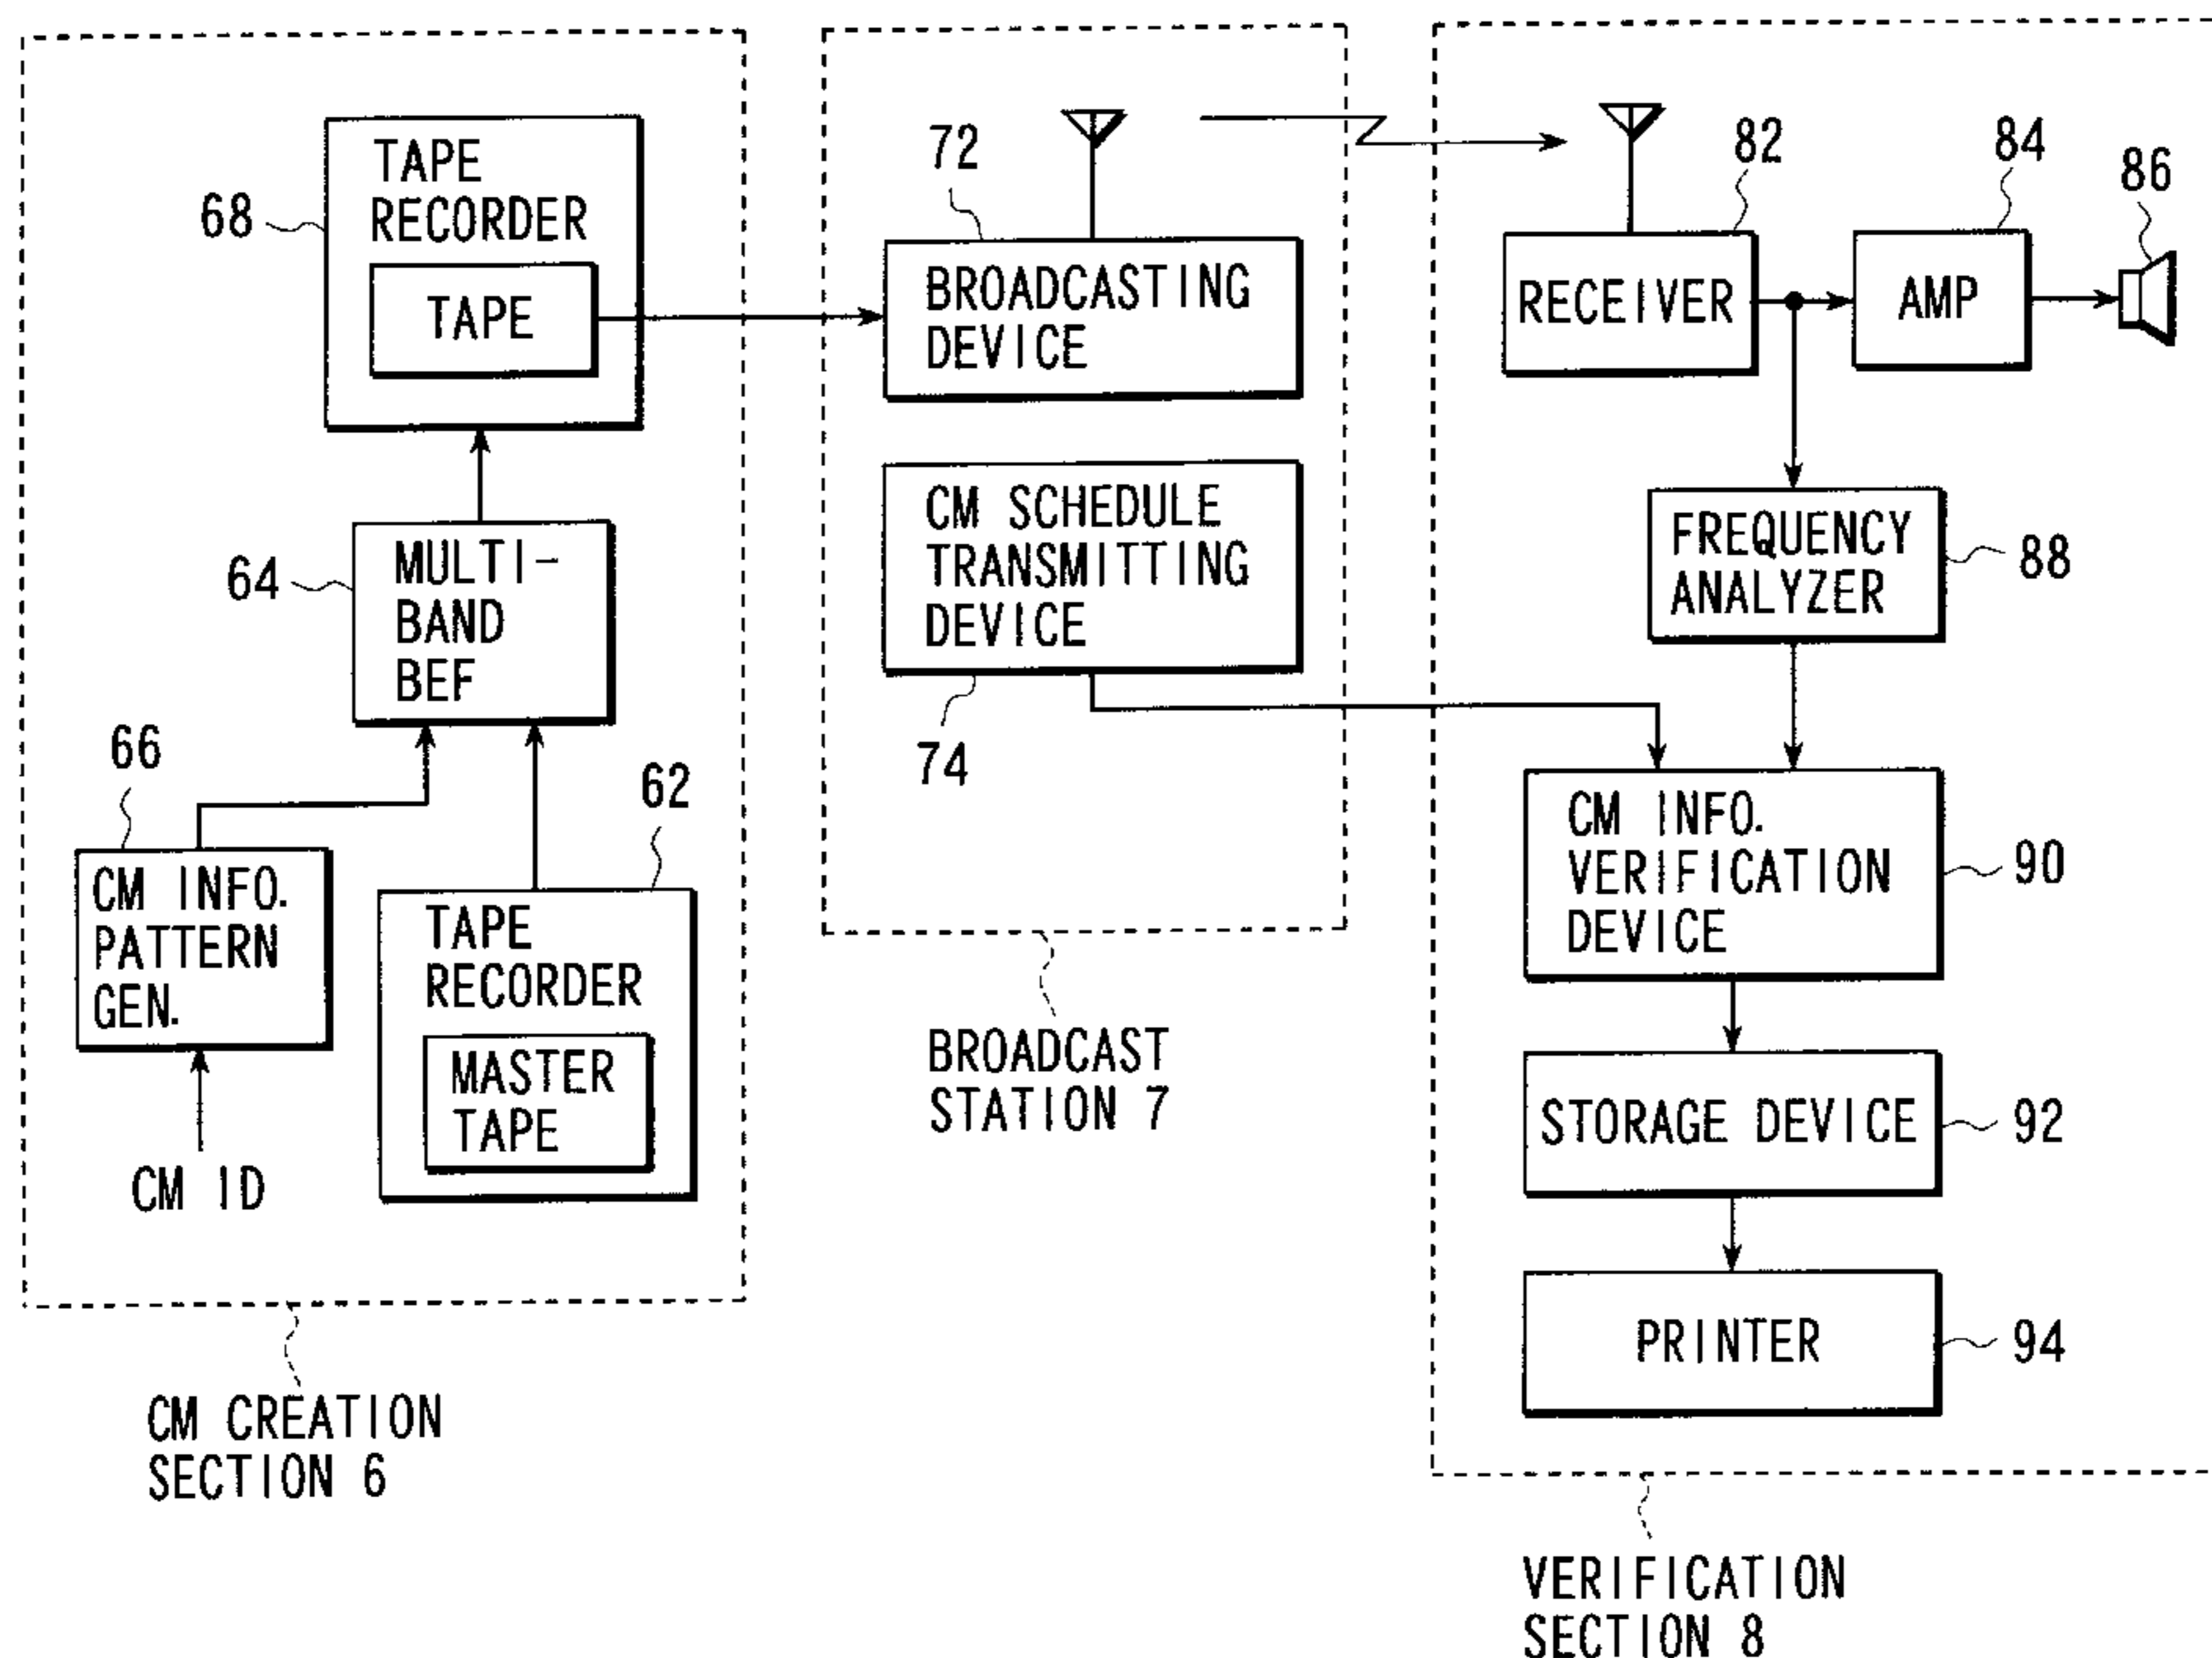 68
TAPE
RECORDER
TAPE
64
MULTI-
BAND
BEF
66
CM INFO.
PATTERN
GEN.
CM ID
62
TAPE
RECORDER
MASTER
TAPE
CM CREATION
SECTION 6
72
BROADCASTING
DEVICE
CM SCHEDULE
TRANSMITTING
DEVICE
74
BROADCAST
STATION 7
82
RECEIVER
84
AMP
86
FREQUENCY
ANALYZER
88
CM INFO.
VERIFICATION
DEVICE
90
STORAGE DEVICE
92
PRINTER
94
VERIFICATION
SECTION 8